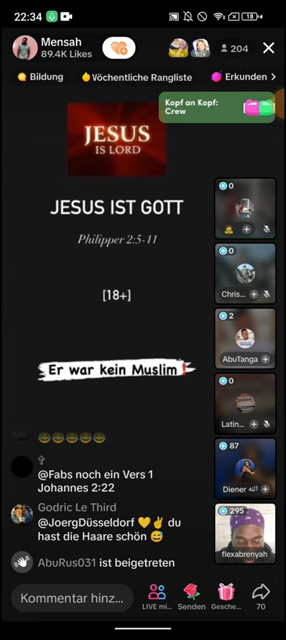 22:34
18
Mensah
89.4K Likes
204
Bildung
Vöchentliche Rangliste
Erkunden
Kopf an Kopf:
Crew
JESUS
IS LORD
JESUS IST GOTT
Philipper 2:5-11
[18+]
Er war kein Muslim
0
0
Chris...
2
AbuTanga
0
Latin...
87
Diener الله
295
flexabrenyah
@Fabs noch ein Vers 1
Johannes 2:22
Godric Le Third
@JoergDüsseldorf 💛✌️ du
hast die Haare schön 😅
AbuRus031 ist beigetreten
Kommentar hinz...
LIVE mi...
Senden
Gesche...
70